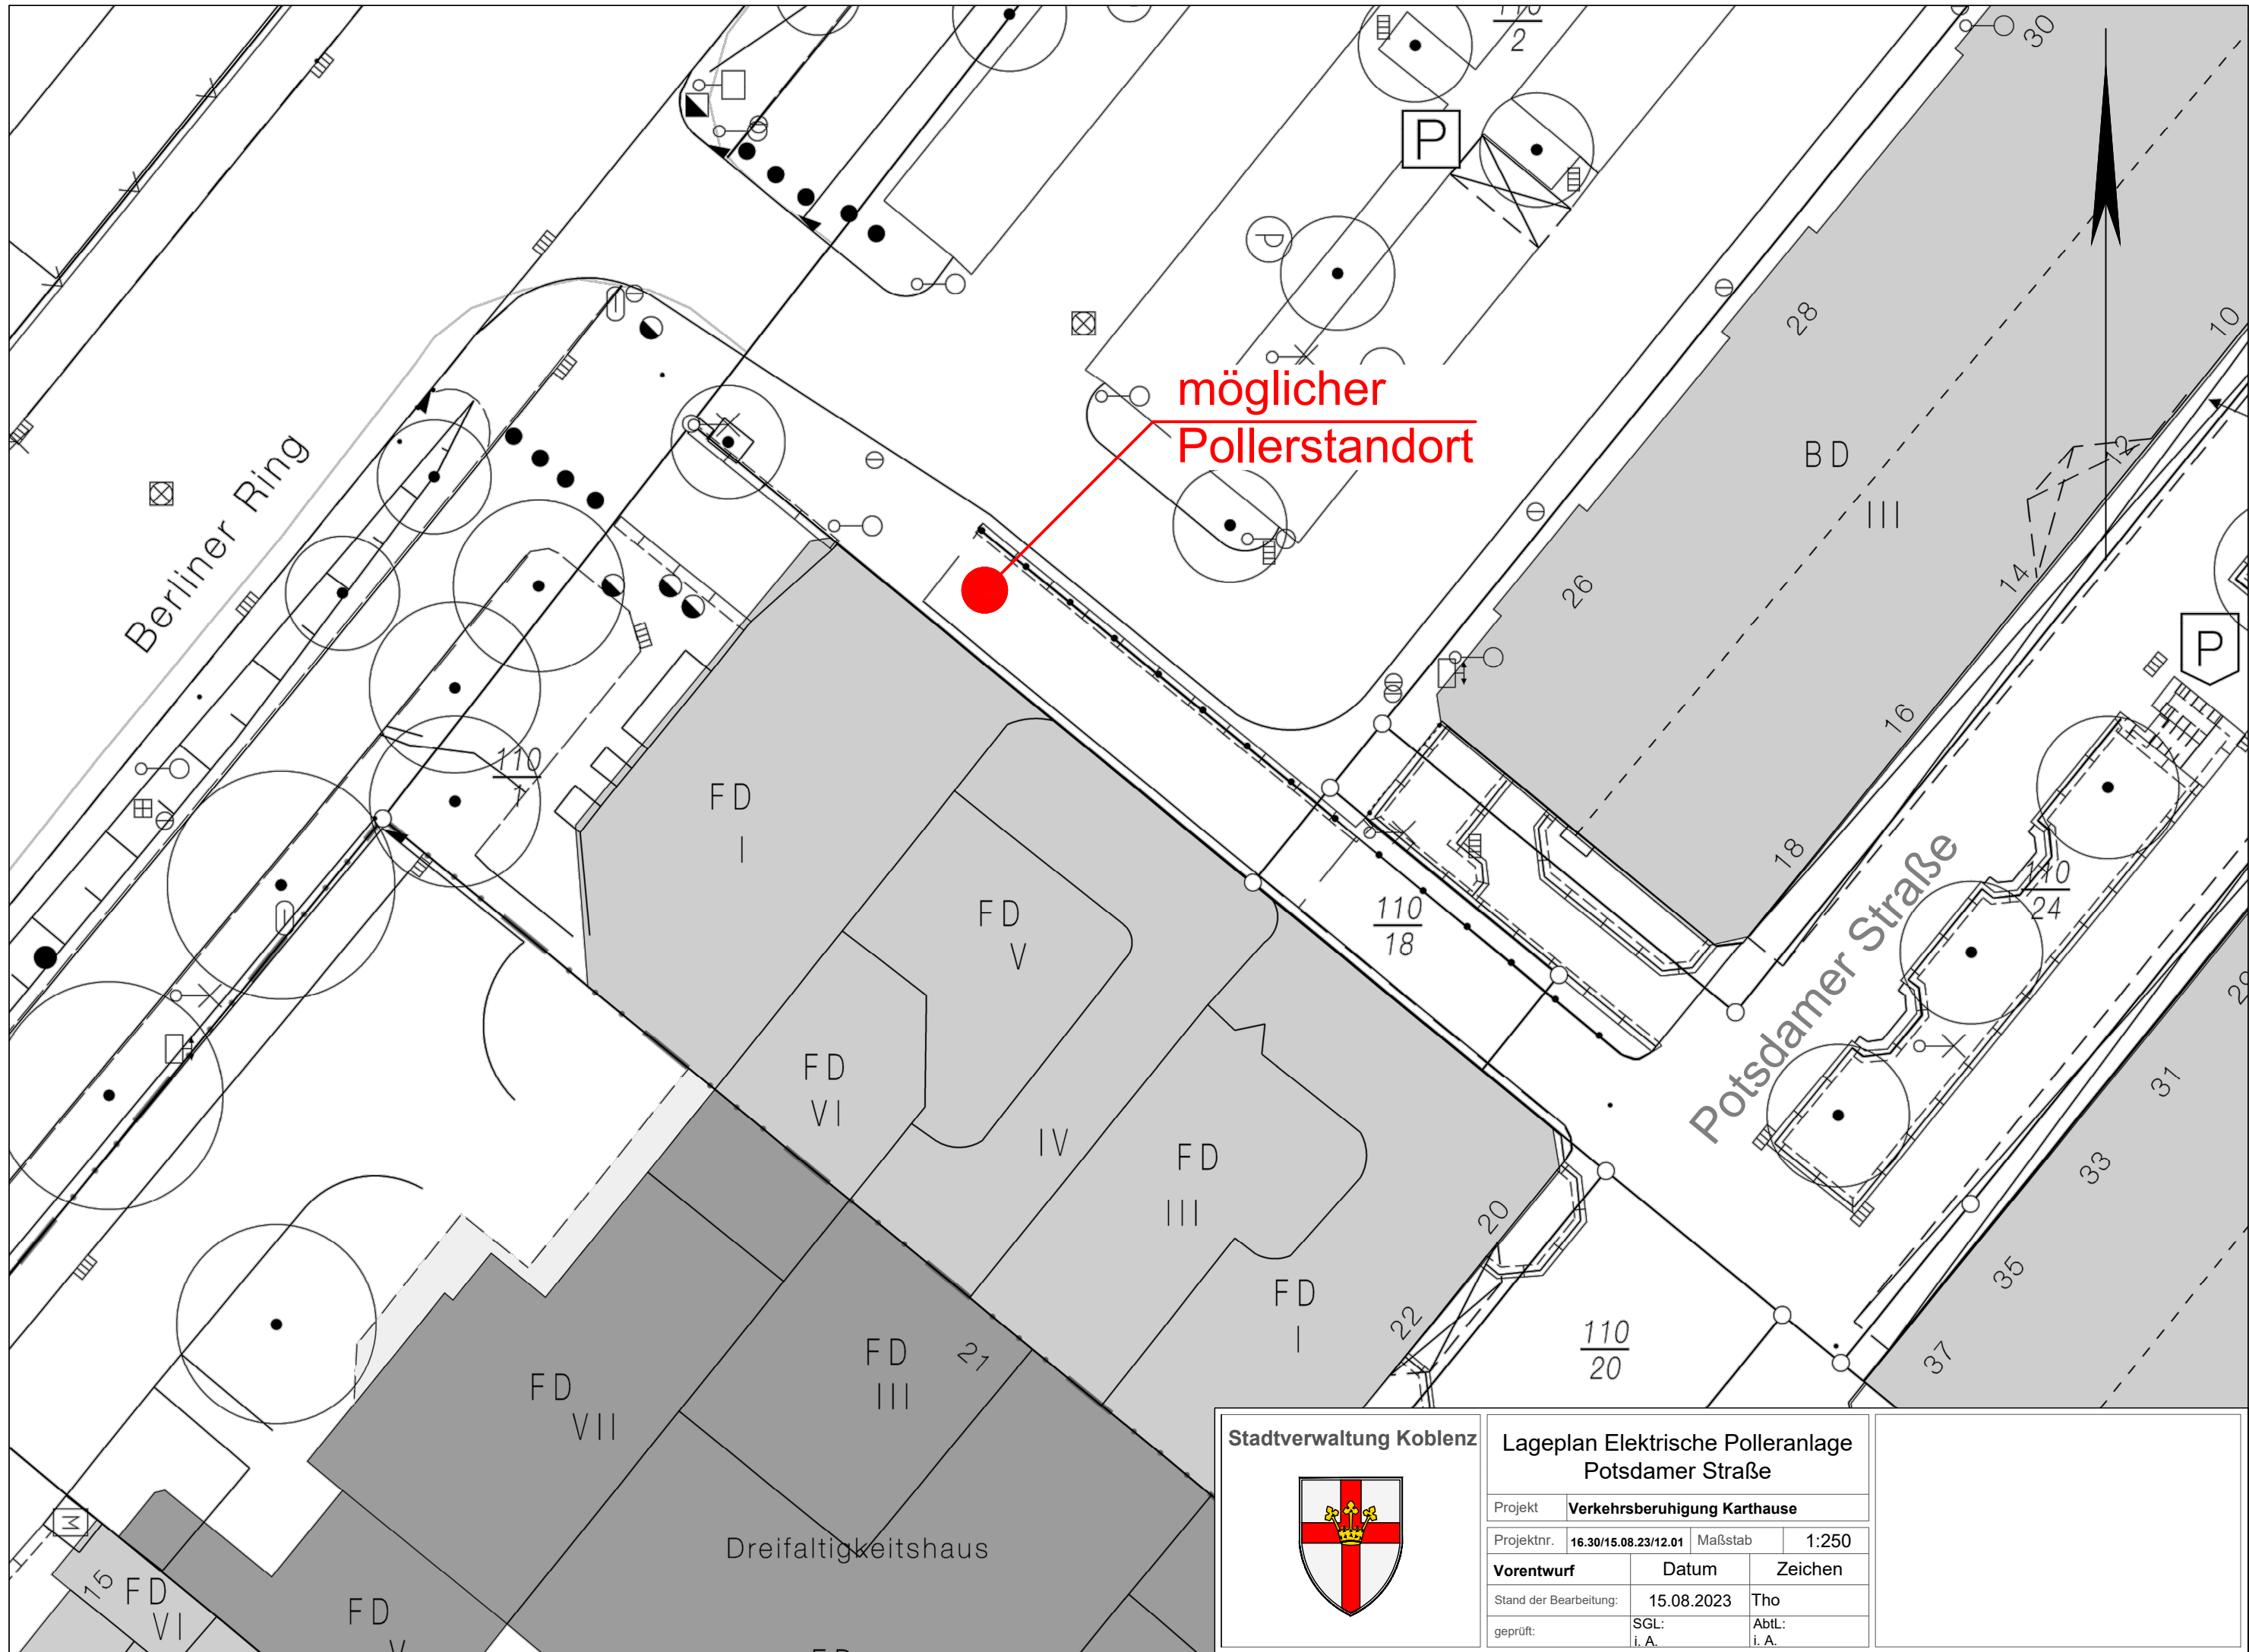 110
2
30
P
P
28
10
möglicher
Pollerstandort
BD
III
12
Berliner Ring
26
14
P
16
110
1
FD
I
18
Potsdamer Straße
110
24
FD
V
110
18
29
FD
VI
31
IV
FD
III
33
20
FD
I
35
22
110
20
37
FD
III
21
FD
VII
M
Dreifaltigkeitshaus
15
FD
VI
FD
V
FD
Stadtverwaltung Koblenz
Lageplan Elektrische Polleranlage
Potsdamer Straße
Projekt Verkehrsberuhigung Karthause
Projektnr. 16.30/15.08.23/12.01 Maßstab 1:250
Vorentwurf Datum Zeichen
Stand der Bearbeitung: 15.08.2023 Tho
geprüft: SGL: AbtL:
i. A. i. A.